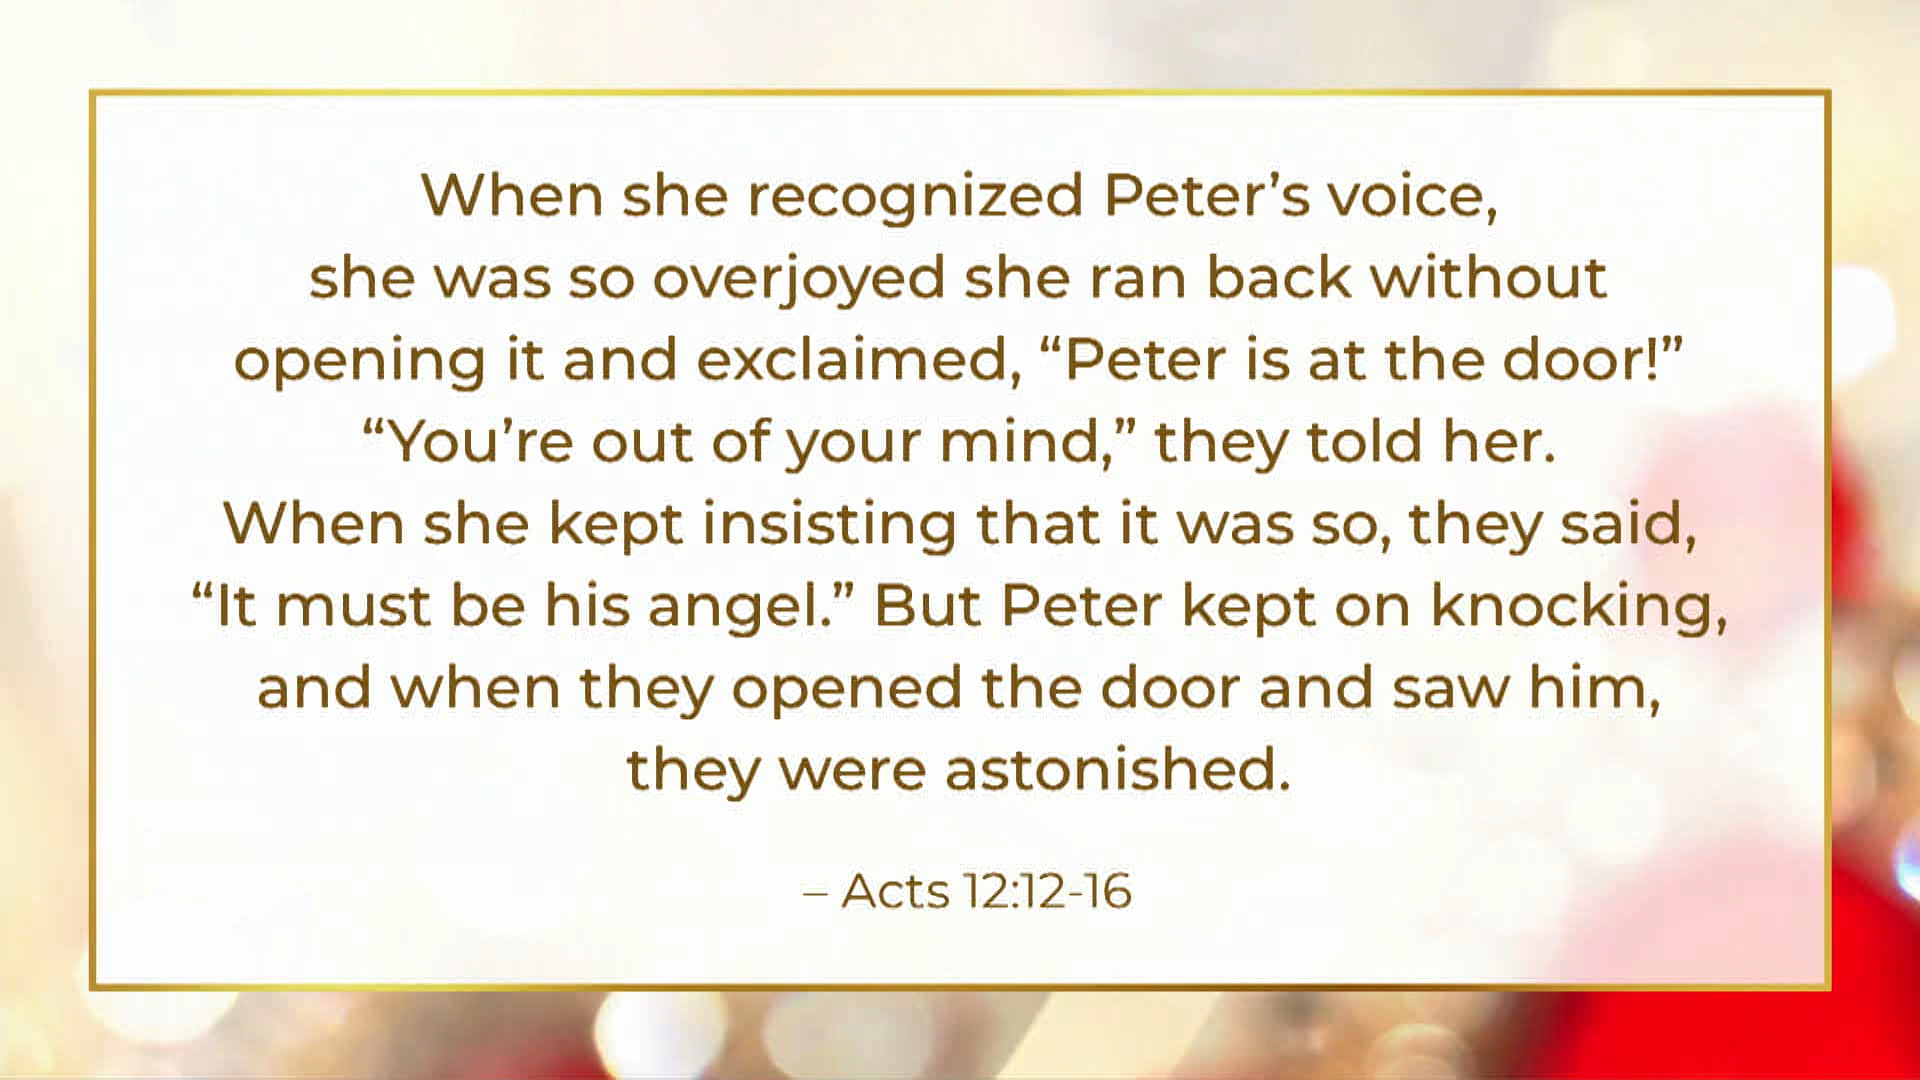 When she recognized Peter’s voice,
she was so overjoyed she ran back without
opening it and exclaimed, “Peter is at the door!”
“You’re out of your mind,” they told her.
When she kept insisting that it was so, they said,
“It must be his angel.” But Peter kept on knocking,
and when they opened the door and saw him,
they were astonished.
– Acts 12:12-16